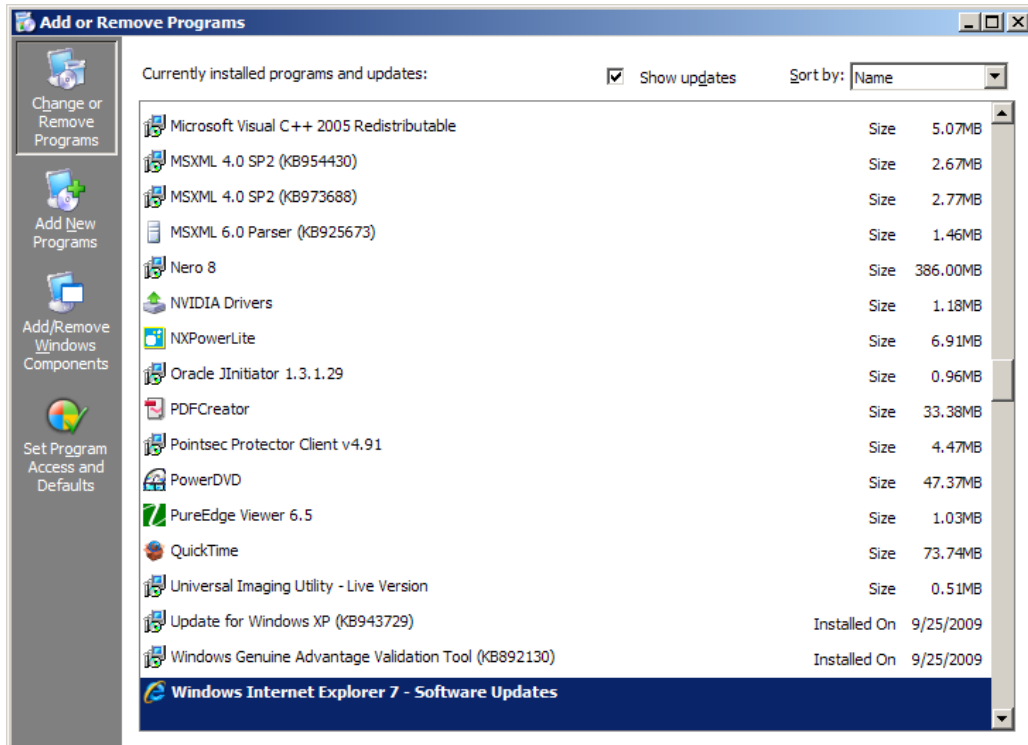 Add or Remove Programs
Change or
Remove
Programs
Add New
Programs
Add/Remove
Windows
Components
Set Program
Access and
Defaults
Currently installed programs and updates: Show updates Sort by: Name
Microsoft Visual C++ 2005 Redistributable Size 5.07MB
MSXML 4.0 SP2 (KB954430) Size 2.67MB
MSXML 4.0 SP2 (KB973688) Size 2.77MB
MSXML 6.0 Parser (KB925673) Size 1.46MB
Nero 8 Size 386.00MB
NVIDIA Drivers Size 1.18MB
NXPowerLite Size 6.91MB
Oracle JInitiator 1.3.1.29 Size 0.96MB
PDFCreator Size 33.38MB
Pointsec Protector Client v4.91 Size 4.47MB
PowerDVD Size 47.37MB
PureEdge Viewer 6.5 Size 1.03MB
QuickTime Size 73.74MB
Universal Imaging Utility - Live Version Size 0.51MB
Update for Windows XP (KB943729) Installed On 9/25/2009
Windows Genuine Advantage Validation Tool (KB892130) Installed On 9/25/2009
Windows Internet Explorer 7 - Software Updates